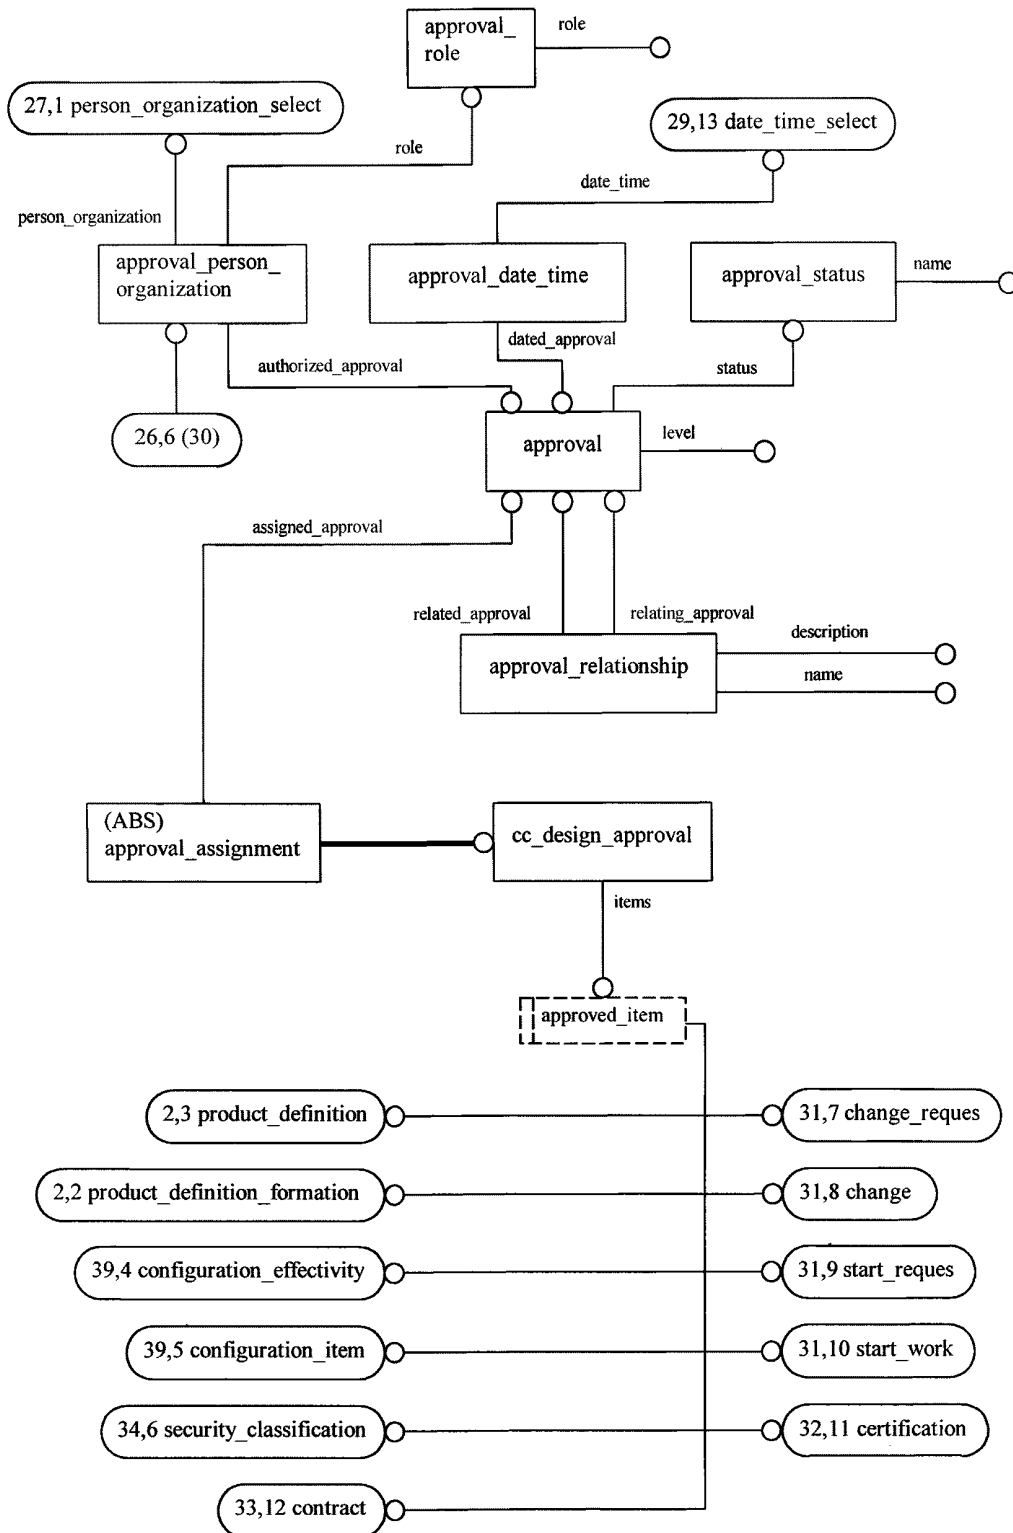 approval_
role
role
27,1 person_organization_select
29,13 date_time_select
role
date_time
person_organization
approval_person_
organization
approval_date_time
approval_status
name
dated_approval
authorized_approval
status
26,6 (30)
approval
level
assigned_approval
related_approval
relating_approval
description
approval_relationship
name
(ABS)
approval_assignment
cc_design_approval
items
approved_item
2,3 product_definition
31,7 change_reques
2,2 product_definition_formation
31,8 change
39,4 configuration_effectivity
31,9 start_reques
39,5 configuration_item
31,10 start_work
34,6 security_classification
32,11 certification
33,12 contract